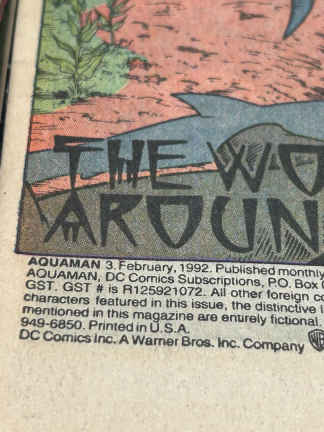 THE WO
AROUN
AQUAMAN 3. February, 1992. Published monthly
AQUAMAN, DC Comics Subscriptions, P.O. Box
GST. GST # is R125921072. All other foreign co
characters featured in this issue, the distinctive
mentioned in this magazine are entirely fictional.
949-6850. Printed in U.S.A.
DC Comics Inc. A Warner Bros. Inc. Company